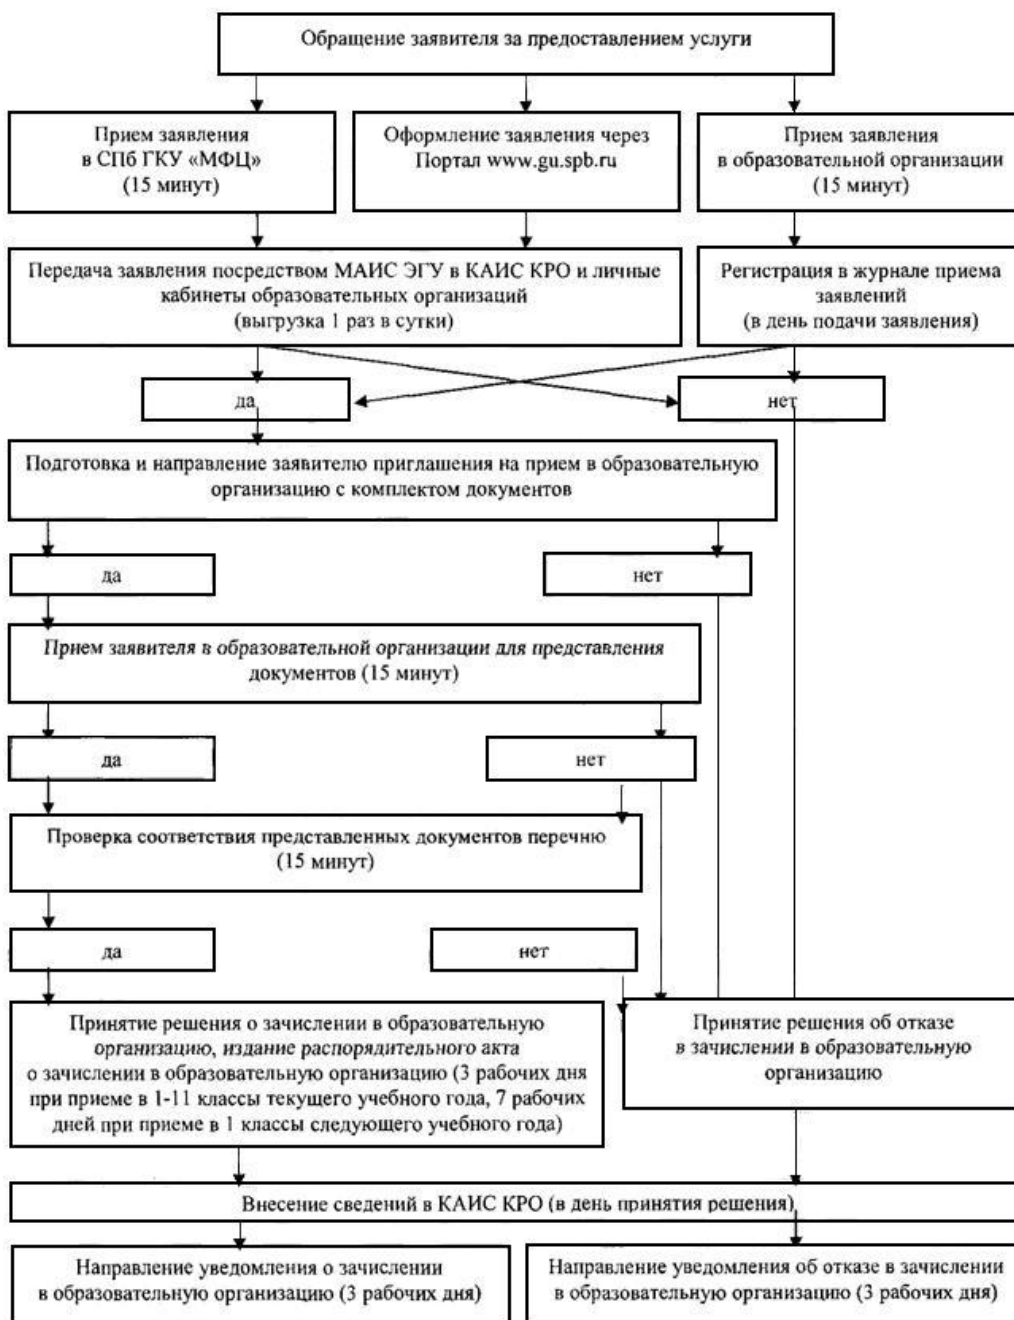 Обращение заявителя за предоставлением услуги
Прием заявления
в СПб ГКУ «МФЦ»
(15 минут)
Оформление заявления через
Портал www.gu.spb.ru
Прием заявления
в образовательной организации
(15 минут)
Передача заявления посредством МАИС ЭГУ в КАИС КРО и личные
кабинеты образовательных организаций
(выгрузка 1 раз в сутки)
Регистрация в журнале приема
заявлений
(в день подачи заявления)
да
нет
Подготовка и направление заявителю приглашения на прием в образовательную
организацию с комплектом документов
да
нет
Прием заявителя в образовательной организации для представления
документов (15 минут)
да
нет
Проверка соответствия представленных документов перечню
(15 минут)
да
нет
Принятие решения о зачислении в образовательную
организацию, издание распорядительного акта
о зачислении в образовательную организацию (3 рабочих дня
при приеме в 1-11 классы текущего учебного года, 7 рабочих
дней при приеме в 1 классы следующего учебного года)
Принятие решения об отказе
в зачислении в образовательную
организацию
Внесение сведений в КАИС КРО (в день принятия решения)
Направление уведомления о зачислении
в образовательную организацию (3 рабочих дня)
Направление уведомления об отказе в зачислении
в образовательную организацию (3 рабочих дня)